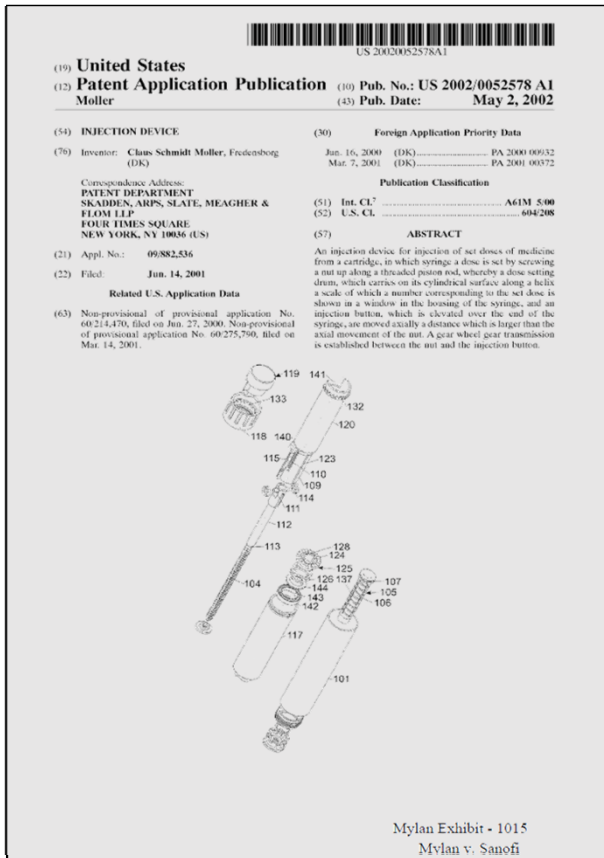 US 20020052578A1
(19) United States
(12) Patent Application Publication (10) Pub. No.: US 2002/0052578 A1
Moller (43) Pub. Date: May 2, 2002
(54) INJECTION DEVICE
(76) Inventor: Claus Schmidt Moller, Fredensborg
(DK)
Correspondence Address:
PATENT DEPARTMENT
SKADDEN, ARPS, SLATE, MEAGHER &
FLOM LLP
FOUR TIMES SQUARE
NEW YORK, NY 10036 (US)
(21) Appl. No.: 09/882,536
(22) Filed: Jun. 14, 2001
Related U.S. Application Data
(63) Non-provisional of provisional application No.
60/214,470, filed on Jun. 27, 2000. Non-provisional
of provisional application No. 60/275,790, filed on
Mar. 14, 2001.
(30) Foreign Application Priority Data
Jun. 16, 2000 (DK) PA 2000 00932
Mar. 7, 2001 (DK) PA 2001 00372
Publication Classification
(51) Int. Cl.7 A61M 5/00
(52) U.S. Cl. 604/208
(57) ABSTRACT
An injection device for injection of set doses of medicine
from a cartridge, in which syringe a dose is set by screwing
a nut up along a threaded piston rod, whereby a dose setting
drum, which carries on its cylindrical surface along a helix
a scale of which a number corresponding to the set dose is
shown in a window in the housing of the syringe, and an
injection button, which is elevated over the end of the
syringe, are moved axially a distance which is larger than the
axial movement of the nut. A gear wheel gear transmission
is established between the nut and the injection button.
119
141
133
132
120
118
140
115
123
110
109
114
111
112
113
128
124
125
104
126
137
107
144
105
143
106
142
117
101
Mylan Exhibit - 1015
Mylan v. Sanofi